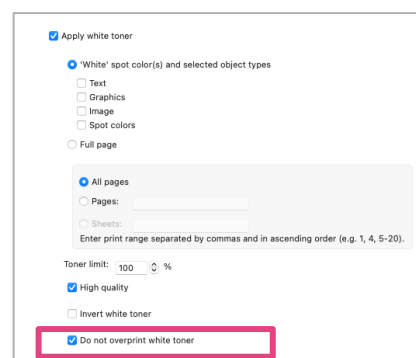 Apply white toner
'White' spot color(s) and selected object types
Text
Graphics
Image
Spot colors
Full page
All pages
Pages:
Sheets:
Enter print range separated by commas and in ascending order (e.g. 1, 4, 5-20).
Toner limit: 100 %
High quality
Invert white toner
Do not overprint white toner